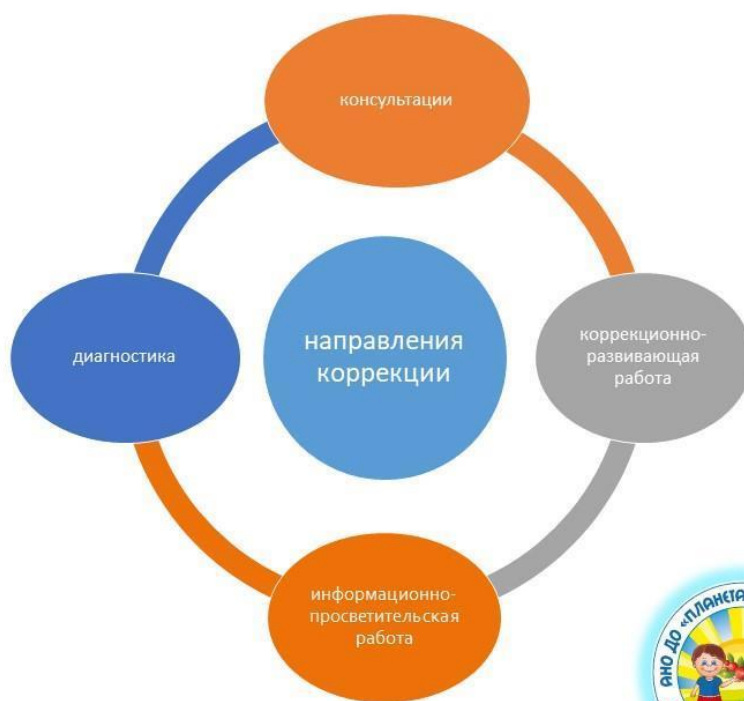 консультации
направления
коррекции
диагностика
коррекционно-
развивающая
работа
информационно-
просветительская
работа
АНО ДО «ПЛАНЕТА